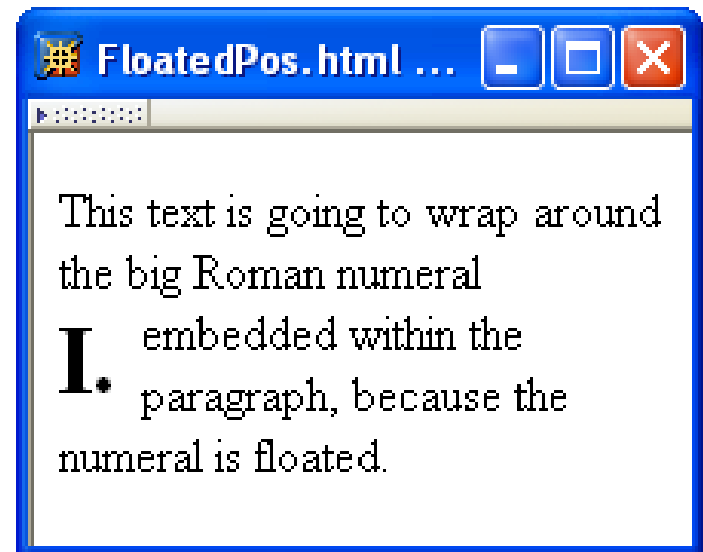 FloatedPos.html ...
This text is going to wrap around
the big Roman numeral
I. embedded within the
paragraph, because the
numeral is floated.